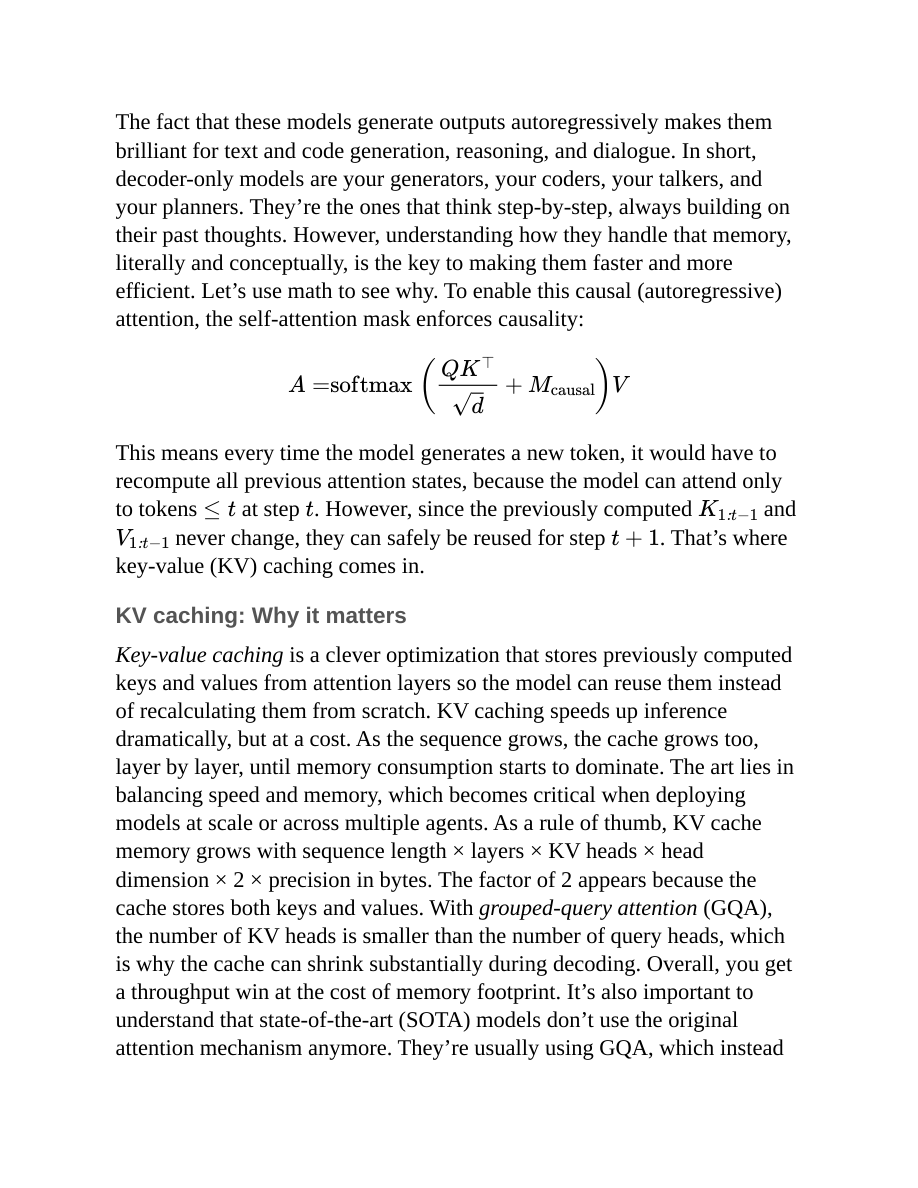 The fact that these models generate outputs autoregressively makes them
brilliant for text and code generation, reasoning, and dialogue. In short,
decoder-only models are your generators, your coders, your talkers, and
your planners. They’re the ones that think step-by-step, always building on
their past thoughts. However, understanding how they handle that memory,
literally and conceptually, is the key to making them faster and more
efficient. Let’s use math to see why. To enable this causal (autoregressive)
attention, the self-attention mask enforces causality:
A =softmax (QK⊤/√d + M_causal)V
This means every time the model generates a new token, it would have to
recompute all previous attention states, because the model can attend only
to tokens ≤ t at step t. However, since the previously computed K_{1:t−1} and
V_{1:t−1} never change, they can safely be reused for step t + 1. That’s where
key-value (KV) caching comes in.
KV caching: Why it matters
Key-value caching is a clever optimization that stores previously computed
keys and values from attention layers so the model can reuse them instead
of recalculating them from scratch. KV caching speeds up inference
dramatically, but at a cost. As the sequence grows, the cache grows too,
layer by layer, until memory consumption starts to dominate. The art lies in
balancing speed and memory, which becomes critical when deploying
models at scale or across multiple agents. As a rule of thumb, KV cache
memory grows with sequence length × layers × KV heads × head
dimension × 2 × precision in bytes. The factor of 2 appears because the
cache stores both keys and values. With grouped-query attention (GQA),
the number of KV heads is smaller than the number of query heads, which
is why the cache can shrink substantially during decoding. Overall, you get
a throughput win at the cost of memory footprint. It’s also important to
understand that state-of-the-art (SOTA) models don’t use the original
attention mechanism anymore. They’re usually using GQA, which instead